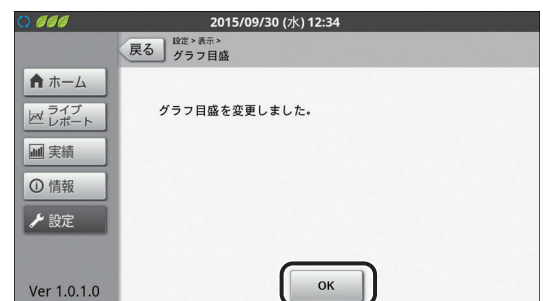 2015/09/30 (水) 12:34
戻る
設定 > 表示 >
グラフ目盛
ホーム
ライブ
レポート
実績
情報
設定
グラフ目盛を変更しました。
OK
Ver 1.0.1.0